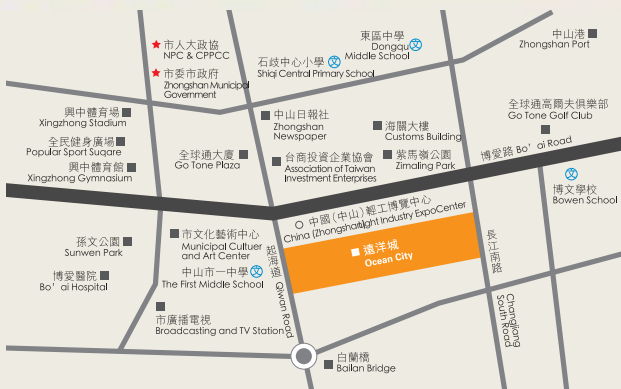 市人大政協
NPC & CPPCC
市委市政府
Zhongshan Municipal
Government
石歧中心小學
Shiqi Central Primary School
東區中學
Dongqu
Middle School
中山港
Zhongshan Port
興中體育場
Xingzhong Stadium
全民健身廣場
Popular Sport Suqare
興中體育館
Xingzhong Gymnasium
全球通大廈
Go Tone Plaza
中山日報社
Zhongshan
Newspaper
台商投資企業協會
Association of Taiwan
Investment Enterprises
海關大樓
Customs Building
紫馬嶺公園
Zimaling Park
全球通高爾夫俱樂部
Go Tone Golf Club
博愛路 Bo’ai Road
文
博文學校
Bowen School
中國(中山)輕工博覽中心
China (Zhongshan)Light Industry ExpoCenter
遠洋城
Ocean City
孫文公園
Sunwen Park
博愛醫院
Bo’ai Hospital
市文化藝術中心
Municipal Cultuer
and Art Center
中山市一中學
The First Middle School
市廣播電視
Broadcasting and TV Station
起海道 Qiwan Road
長江南路
Changjiang
South Road
白蘭橋
Bailan Bridge